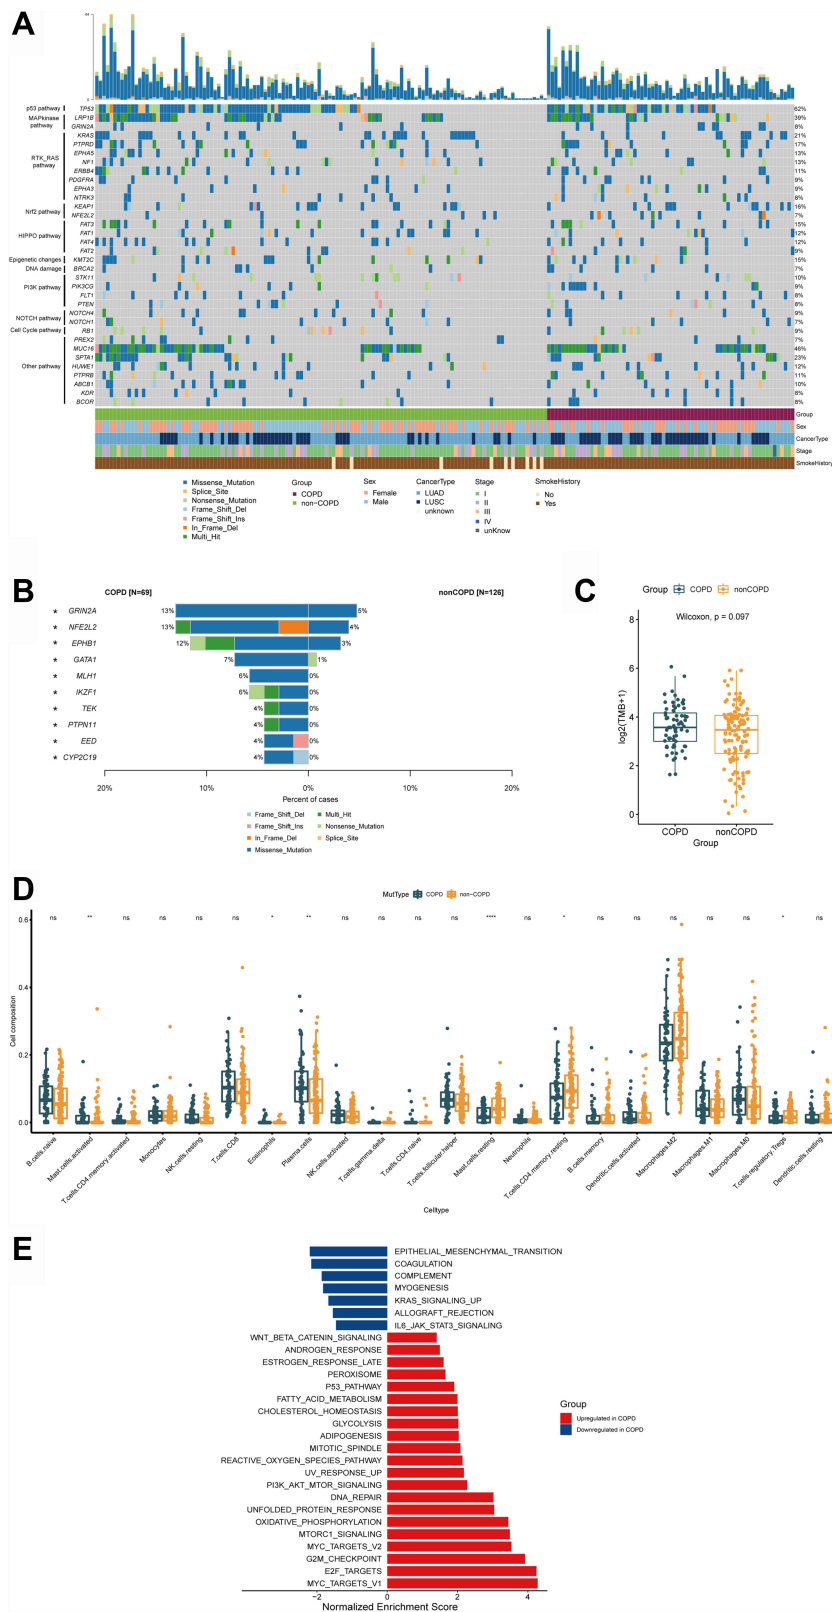 A
p53 pathway
TP53
62%
MAPkinase
pathway
LRP1B
39%
GRIN2A
8%
RTK_RAS
pathway
KRAS
21%
PTPRD
17%
EPHA5
13%
NF1
13%
ERBB4
11%
PDGFRA
9%
EPHA3
9%
NTRK3
8%
Nrf2 pathway
KEAP1
16%
NFE2L2
7%
HIPPO pathway
FAT3
15%
FAT1
12%
FAT4
12%
FAT2
9%
Epigenetic changes
KMT2C
15%
DNA damage
BRCA2
7%
PI3K pathway
STK11
10%
PIK3CG
9%
FLT1
8%
PTEN
8%
NOTCH pathway
NOTCH4
9%
NOTCH1
7%
Cell Cycle pathway
RB1
9%
Other pathway
PREX2
7%
MUC16
46%
SPTA1
23%
HUWE1
12%
PTPRB
11%
ABCB1
10%
KDR
8%
BCOR
8%
Group
Sex
CancerType
Stage
SmokeHistory
Missense_Mutation
Splice_Site
Nonsense_Mutation
Frame_Shift_Del
Frame_Shift_Ins
In_Frame_Del
Multi_Hit
Group
COPD
non-COPD
Sex
Female
Male
CancerType
LUAD
LUSC
unknown
Stage
I
II
III
IV
unKnow
SmokeHistory
No
Yes
B
COPD [N=69]
nonCOPD [N=126]
* GRIN2A 13% 5%
* NFE2L2 13% 4%
* EPHB1 12% 3%
* GATA1 7% 1%
* MLH1 6% 0%
* IKZF1 6% 0%
* TEK 4% 0%
* PTPN11 4% 0%
* EED 4% 0%
* CYP2C19 4% 0%
20% 10% 0% 10% 20%
Percent of cases
Frame_Shift_Del
Frame_Shift_Ins
In_Frame_Del
Missense_Mutation
Multi_Hit
Nonsense_Mutation
Splice_Site
C
Group COPD nonCOPD
Wilcoxon, p = 0.097
8
6
4
2
0
log2(TMB+1)
COPD nonCOPD
Group
D
MutType COPD non-COPD
0.6
0.4
0.2
0.0
Cell composition
ns ** ns ns ns ns * ** ns ns ns ns **** ns * ns ns ns ns ns * ns
B.cells.naive
Mast.cells.activated
T.cells.CD4.memory.activated
Monocytes
NK.cells.resting
T.cells.CD8
Eosinophils
Plasma.cells
NK.cells.activated
T.cells.gamma.delta
T.cells.CD4.naive
T.cells.follicular.helper
Mast.cells.resting
Neutrophils
T.cells.CD4.memory.resting
B.cells.memory
Dendritic.cells.activated
Macrophages.M2
Macrophages.M1
Macrophages.M0
T.cells.regulatory.Tregs
Dendritic.cells.resting
Celltype
E
EPITHELIAL_MESENCHYMAL_TRANSITION
COAGULATION
COMPLEMENT
MYOGENESIS
KRAS_SIGNALING_UP
ALLOGRAFT_REJECTION
IL6_JAK_STAT3_SIGNALING
WNT_BETA_CATENIN_SIGNALING
ANDROGEN_RESPONSE
ESTROGEN_RESPONSE_LATE
PEROXISOME
P53_PATHWAY
FATTY_ACID_METABOLISM
CHOLESTEROL_HOMEOSTASIS
GLYCOLYSIS
ADIPOGENESIS
MITOTIC_SPINDLE
REACTIVE_OXYGEN_SPECIES_PATHWAY
UV_RESPONSE_UP
PI3K_AKT_MTOR_SIGNALING
DNA_REPAIR
UNFOLDED_PROTEIN_RESPONSE
OXIDATIVE_PHOSPHORYLATION
MTORC1_SIGNALING
MYC_TARGETS_V2
G2M_CHECKPOINT
E2F_TARGETS
MYC_TARGETS_V1
Group
Upregulated in COPD
Downregulated in COPD
−2 0 2 4
Normalized Enrichment Score